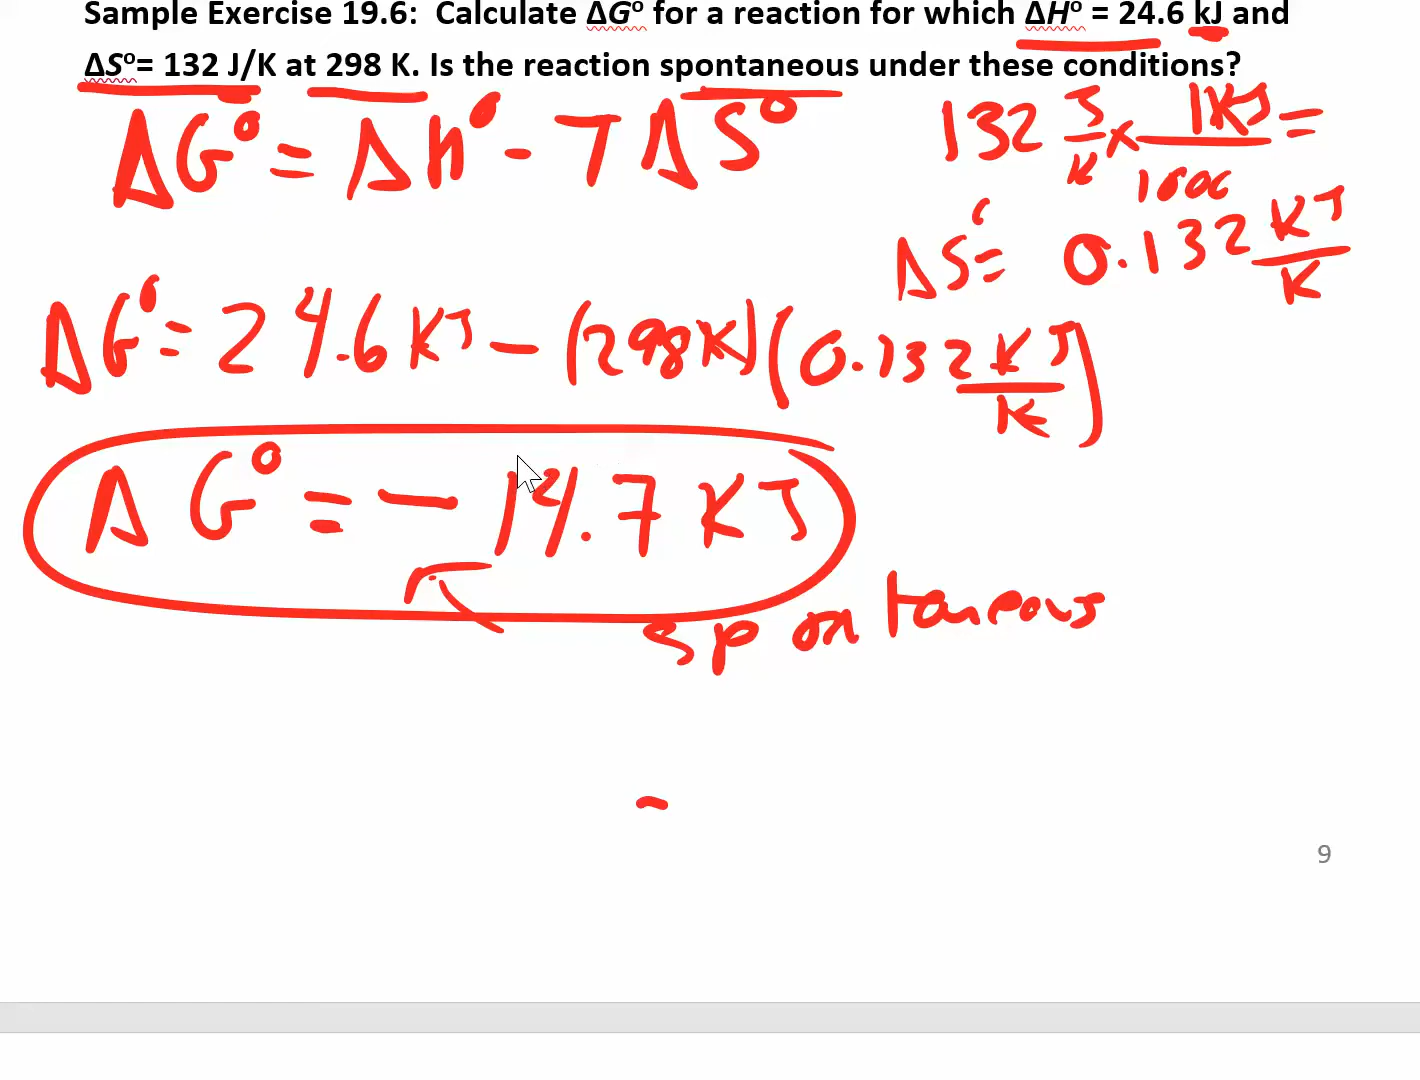 Sample Exercise 19.6: Calculate ΔG° for a reaction for which ΔH° = 24.6 kJ and
ΔS°= 132 J/K at 298 K. Is the reaction spontaneous under these conditions?
ΔG° = ΔH° - TΔS°
132 J/K x 1KJ/1000 =
ΔS° = 0.132 KJ/K
ΔG° = 24.6 KJ - (298K)(0.132 KJ/K)
ΔG° = - 14.7 KJ
spontaneous
9